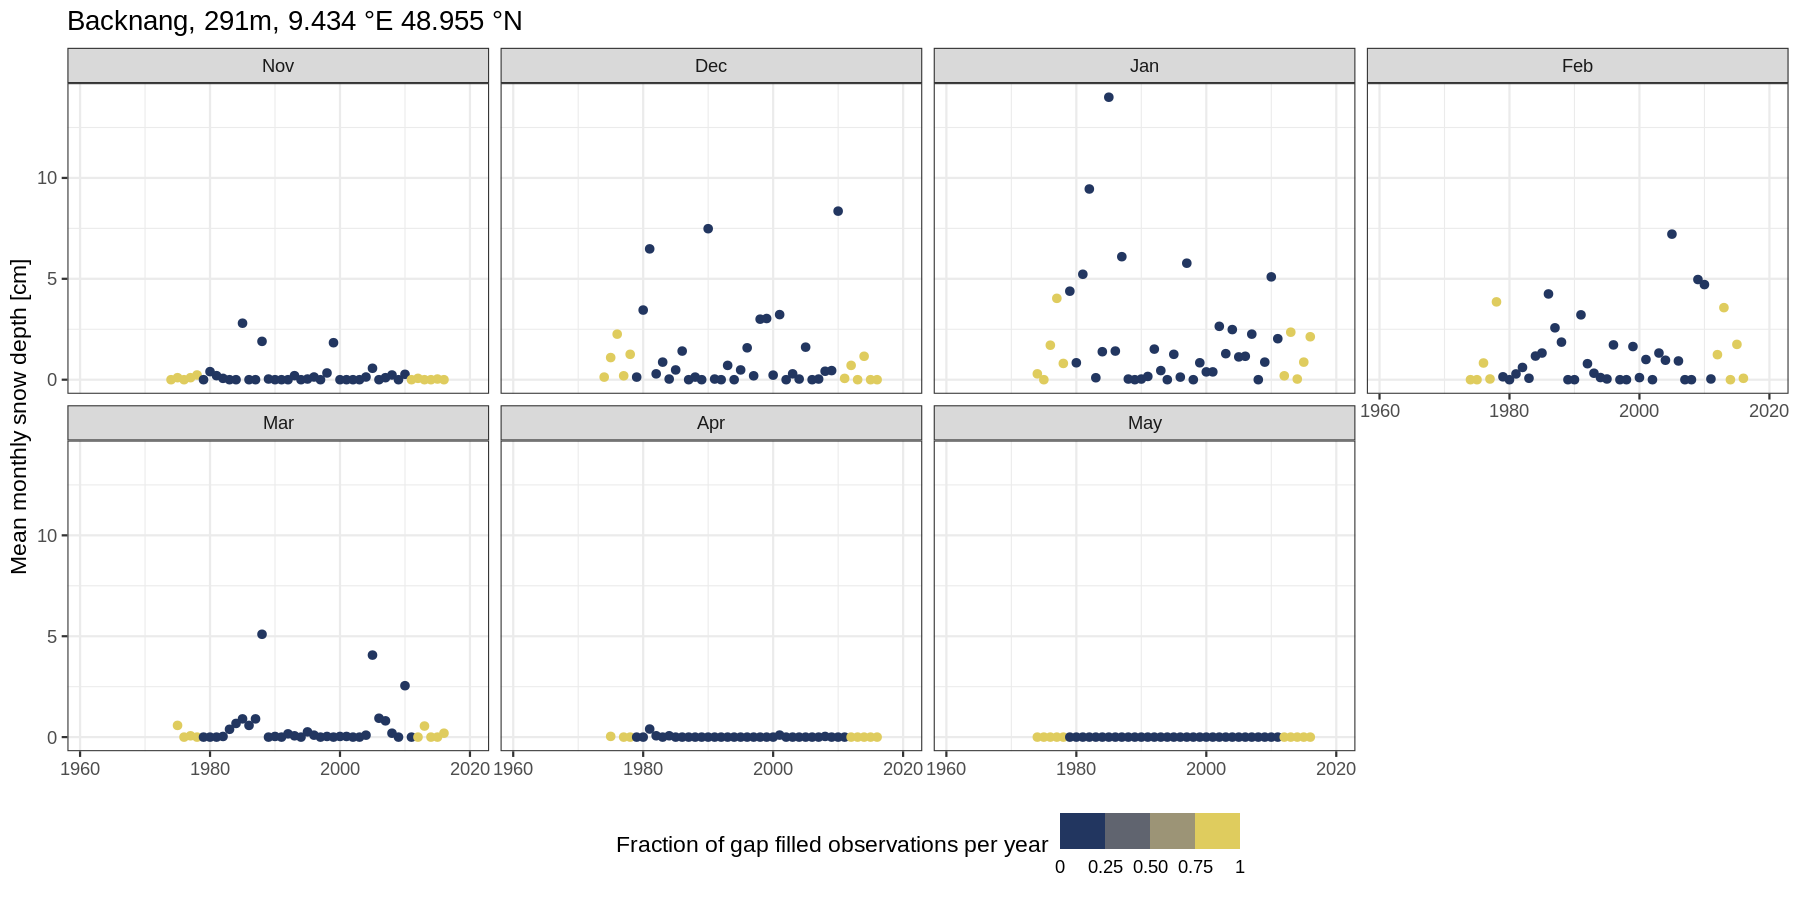 Backnang, 291m, 9.434 °E 48.955 °N
Nov
Dec
Jan
Feb
10
5
0
1960 1980 2000 2020
Mean monthly snow depth [cm]
Mar
Apr
May
10
5
0
1960 1980 2000 2020 1960 1980 2000 2020 1960 1980 2000 2020
Fraction of gap filled observations per year
0 0.25 0.50 0.75 1